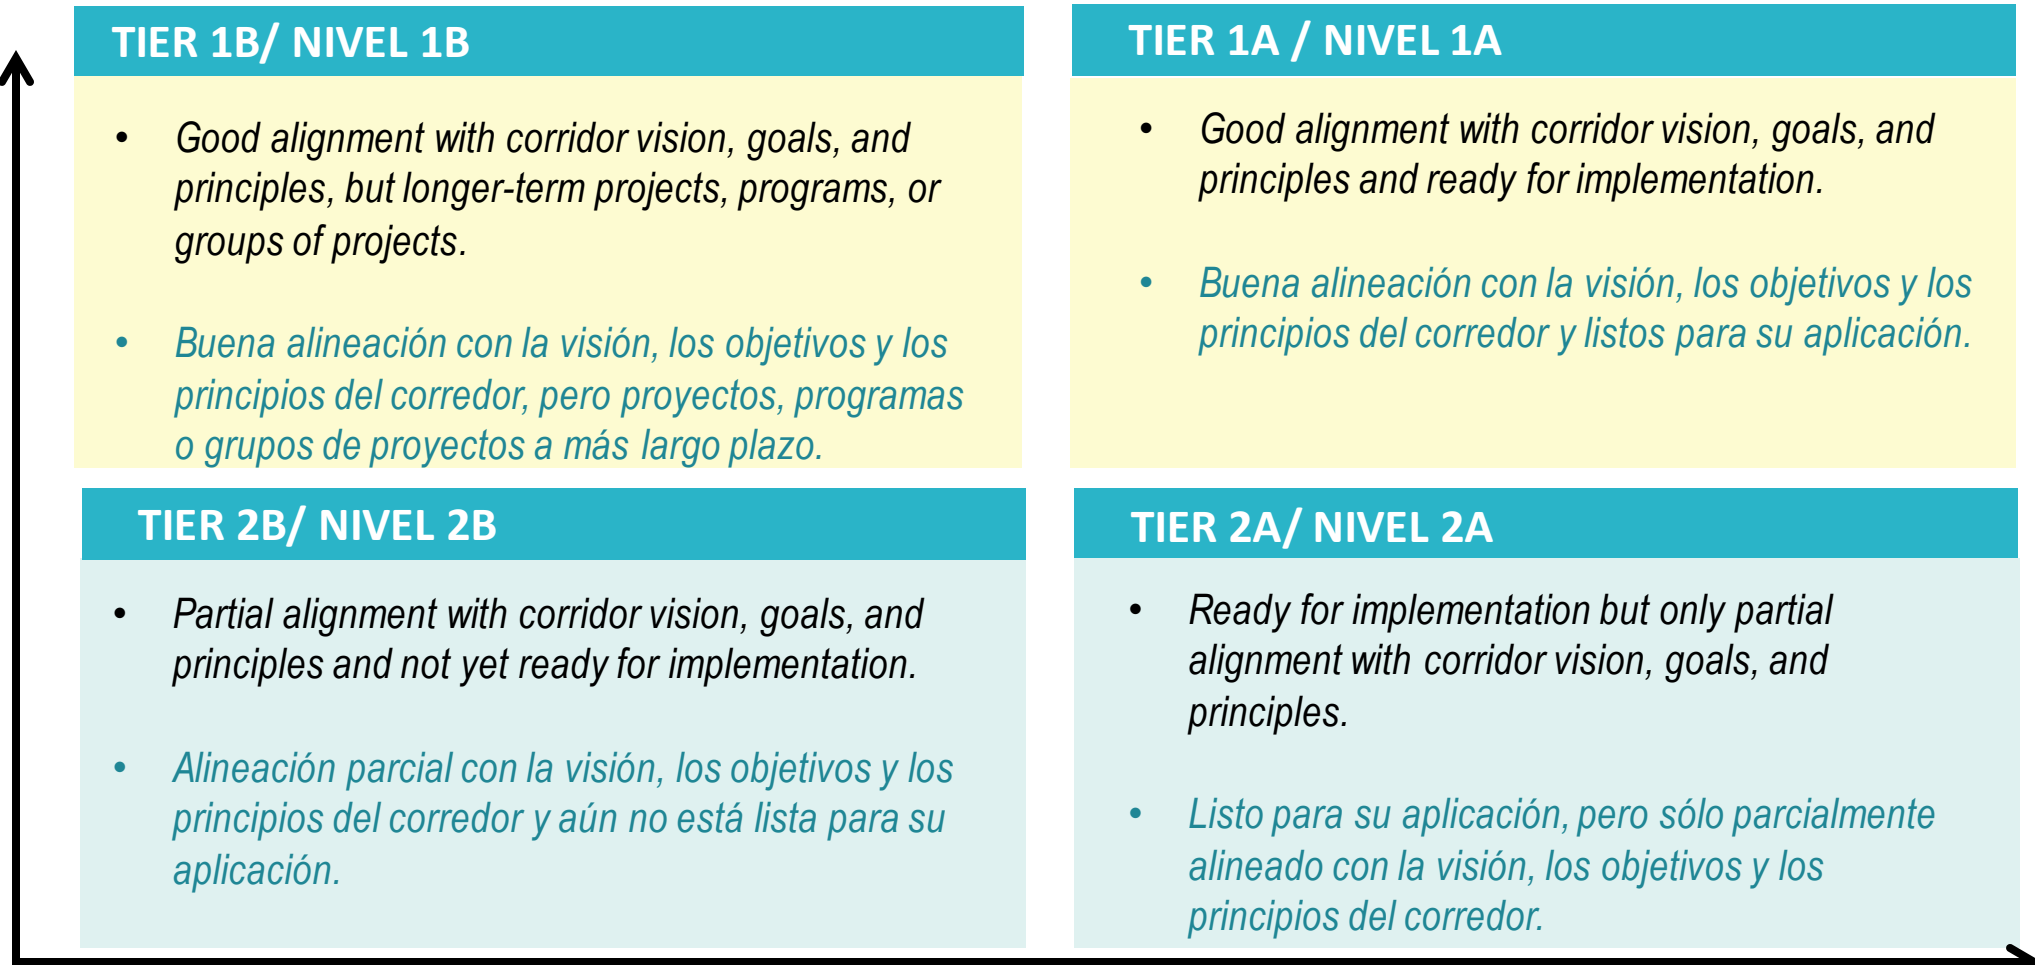 TIER 1B/ NIVEL 1B
• Good alignment with corridor vision, goals, and
principles, but longer-term projects, programs, or
groups of projects.
• Buena alineación con la visión, los objetivos y los
principios del corredor, pero proyectos, programas
o grupos de proyectos a más largo plazo.
TIER 1A / NIVEL 1A
• Good alignment with corridor vision, goals, and
principles and ready for implementation.
• Buena alineación con la visión, los objetivos y los
principios del corredor y listos para su aplicación.
TIER 2B/ NIVEL 2B
• Partial alignment with corridor vision, goals, and
principles and not yet ready for implementation.
• Alineación parcial con la visión, los objetivos y los
principios del corredor y aún no está lista para su
aplicación.
TIER 2A/ NIVEL 2A
• Ready for implementation but only partial
alignment with corridor vision, goals, and
principles.
• Listo para su aplicación, pero sólo parcialmente
alineado con la visión, los objetivos y los
principios del corredor.